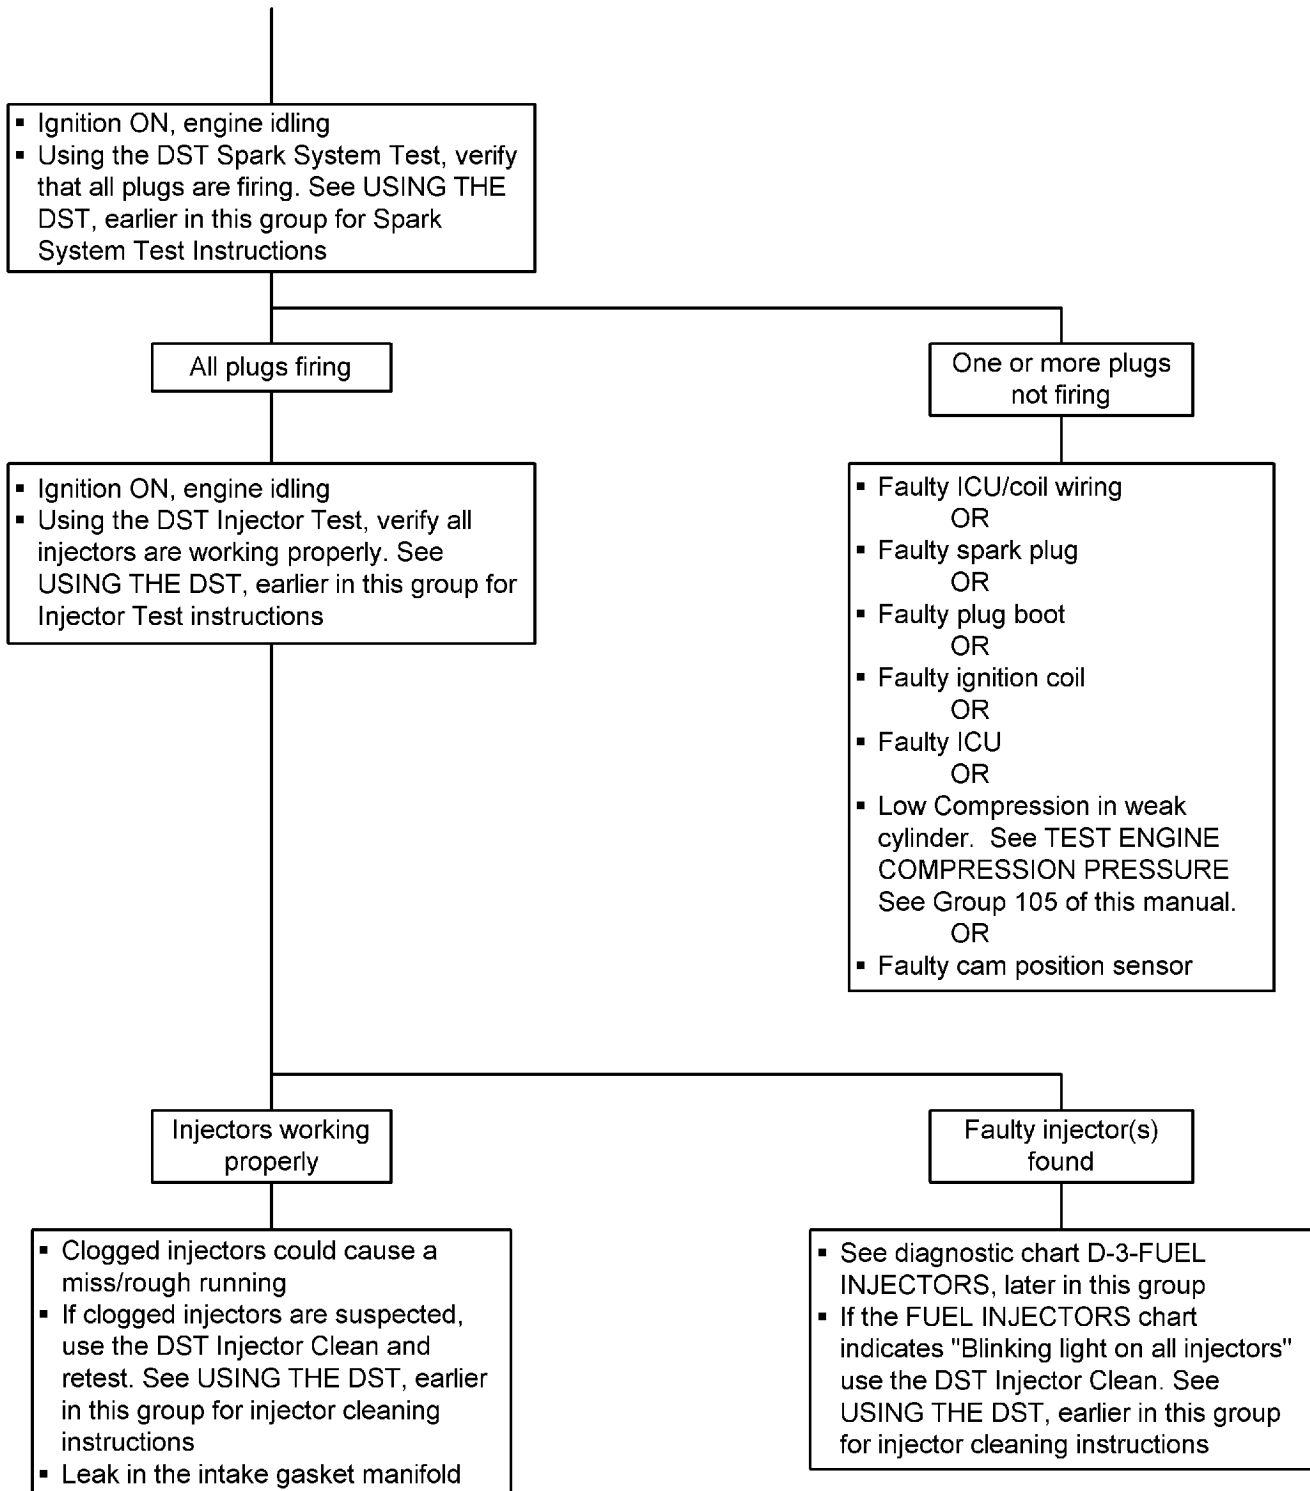 ▪ Ignition ON, engine idling
▪ Using the DST Spark System Test, verify
that all plugs are firing. See USING THE
DST, earlier in this group for Spark
System Test Instructions
All plugs firing
One or more plugs
not firing
▪ Ignition ON, engine idling
▪ Using the DST Injector Test, verify all
injectors are working properly. See
USING THE DST, earlier in this group for
Injector Test instructions
▪ Faulty ICU/coil wiring
OR
▪ Faulty spark plug
OR
▪ Faulty plug boot
OR
▪ Faulty ignition coil
OR
▪ Faulty ICU
OR
▪ Low Compression in weak
cylinder.  See TEST ENGINE
COMPRESSION PRESSURE
See Group 105 of this manual.
OR
▪ Faulty cam position sensor
Injectors working
properly
Faulty injector(s)
found
▪ Clogged injectors could cause a
miss/rough running
▪ If clogged injectors are suspected,
use the DST Injector Clean and
retest. See USING THE DST, earlier
in this group for injector cleaning
instructions
▪ Leak in the intake gasket manifold
▪ See diagnostic chart D-3-FUEL
INJECTORS, later in this group
▪ If the FUEL INJECTORS chart
indicates "Blinking light on all injectors"
use the DST Injector Clean. See
USING THE DST, earlier in this group
for injector cleaning instructions